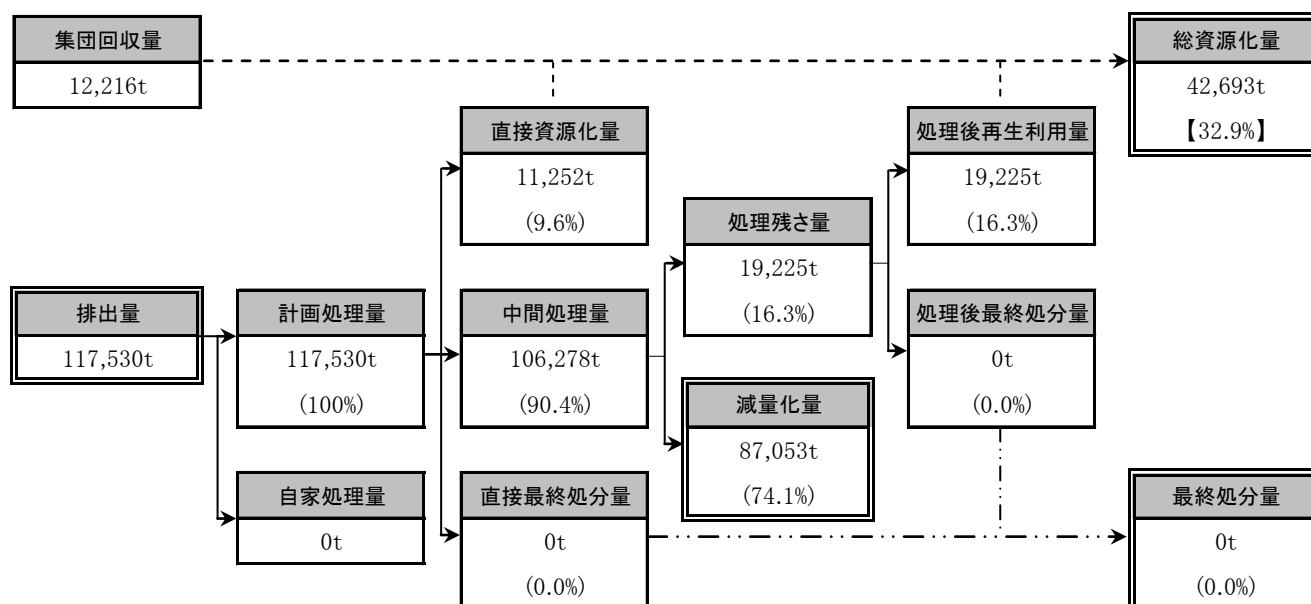 集団回収量
12,216t
総資源化量
42,693t
【32.9%】
直接資源化量
11,252t
(9.6%)
処理後再生利用量
19,225t
(16.3%)
処理残さ量
19,225t
(16.3%)
排出量
117,530t
計画処理量
117,530t
(100%)
中間処理量
106,278t
(90.4%)
処理後最終処分量
0t
(0.0%)
減量化量
87,053t
(74.1%)
自家処理量
0t
直接最終処分量
0t
(0.0%)
最終処分量
0t
(0.0%)